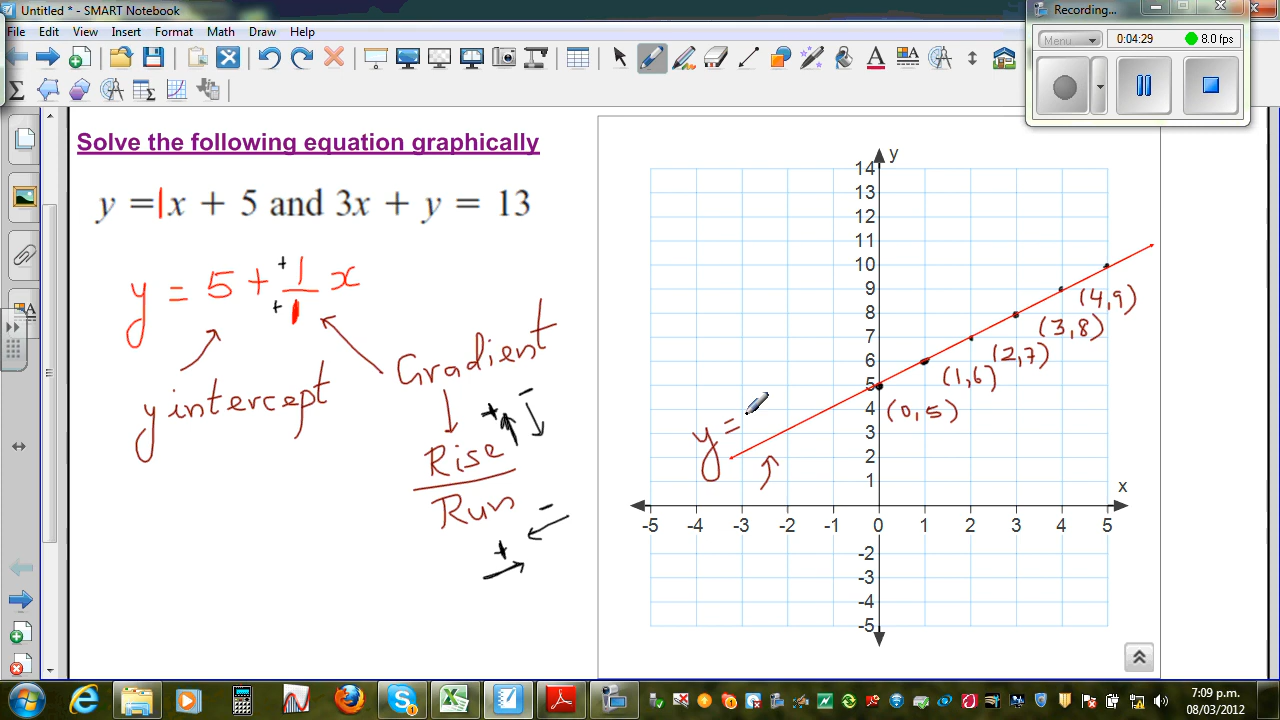 Untitled * - SMART Notebook
Recording...
File Edit View Insert Format Math Draw Help
Menu 0:04:29 8.0 fps
Solve the following equation graphically
y = 1x + 5 and 3x + y = 13
y = 5 + +1/+1 x
y intercept
Gradient
Rise + -
Run -
+
y
14
13
12
11
10
9
8
7
6
5
4
3
2
1
(4,9)
(3,8)
(2,7)
(1,6)
(0,5)
y =
x
-5 -4 -3 -2 -1 0 1 2 3 4 5
-2
-3
-4
-5
7:09 p.m.
08/03/2012